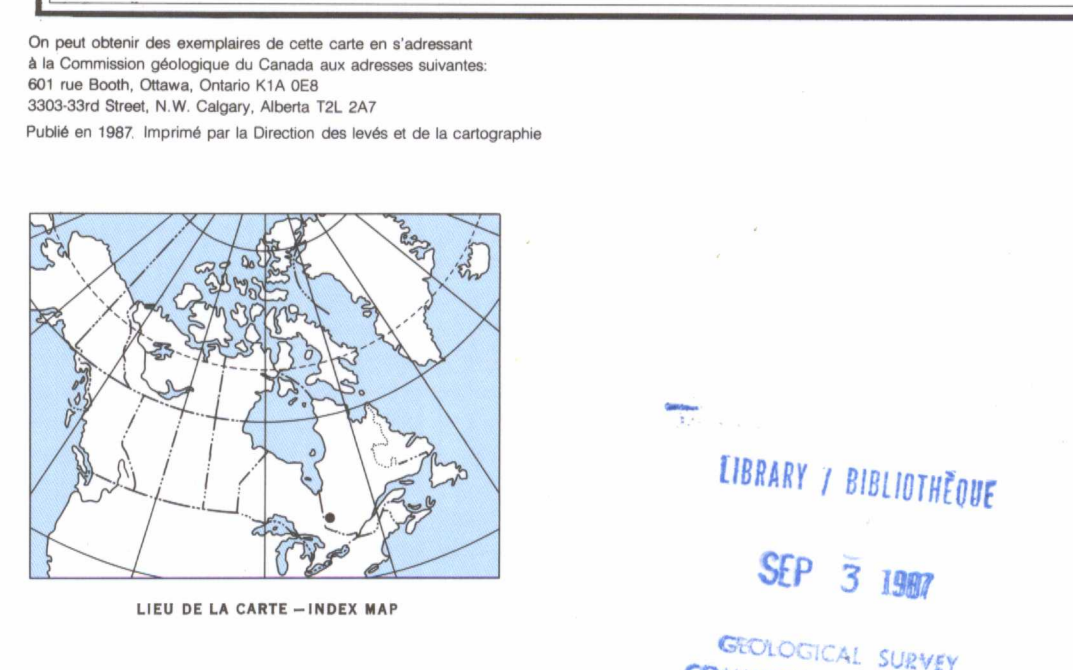 On peut obtenir des exemplaires de cette carte en s'adressant
à la Commission géologique du Canada aux adresses suivantes:
601 rue Booth, Ottawa, Ontario K1A 0E8
3303-33rd Street, N.W. Calgary, Alberta T2L 2A7
Publié en 1987. Imprimé par la Direction des levés et de la cartographie
LIEU DE LA CARTE – INDEX MAP
LIBRARY / BIBLIOTHÈQUE
SEP 3 1987
GEOLOGICAL SURVEY